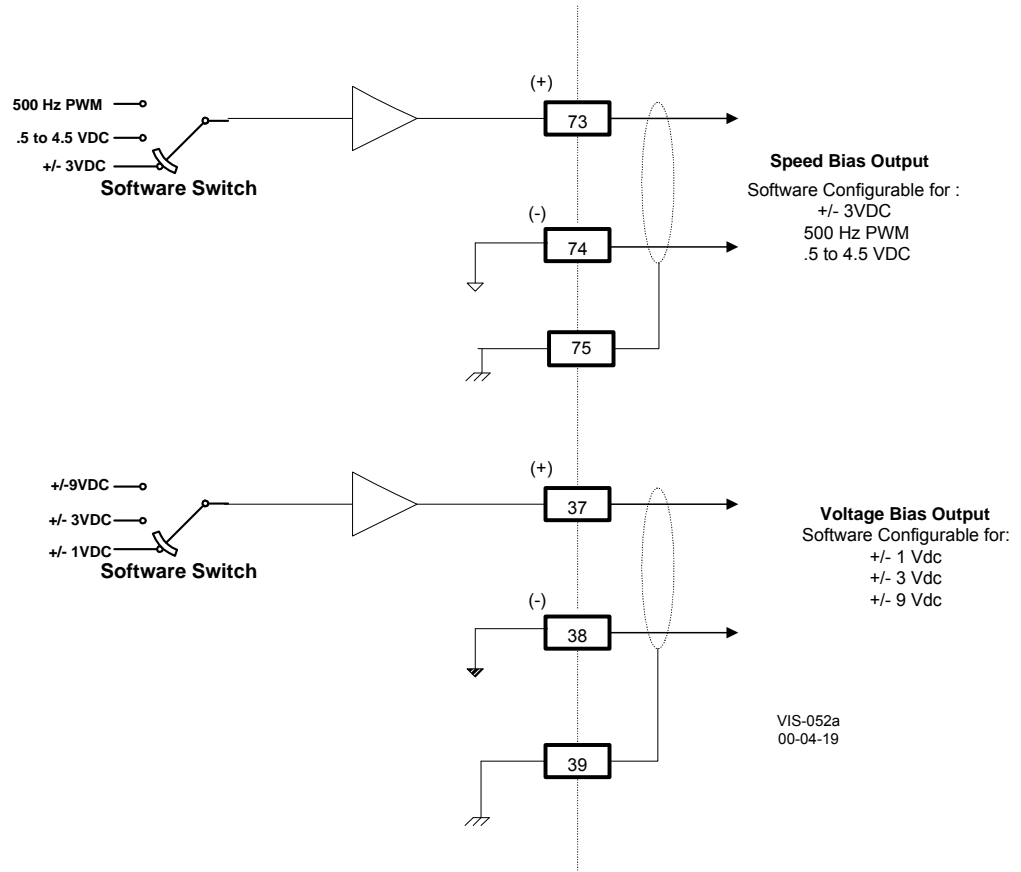 (+)
500 Hz PWM
.5 to 4.5 VDC
+/- 3VDC
Software Switch
73
Speed Bias Output
Software Configurable for :
+/- 3VDC
500 Hz PWM
.5 to 4.5 VDC
(-)
74
75
(+)
+/-9VDC
+/- 3VDC
+/- 1VDC
Software Switch
37
Voltage Bias Output
Software Configurable for:
+/- 1 Vdc
+/- 3 Vdc
+/- 9 Vdc
(-)
38
39
VIS-052a
00-04-19